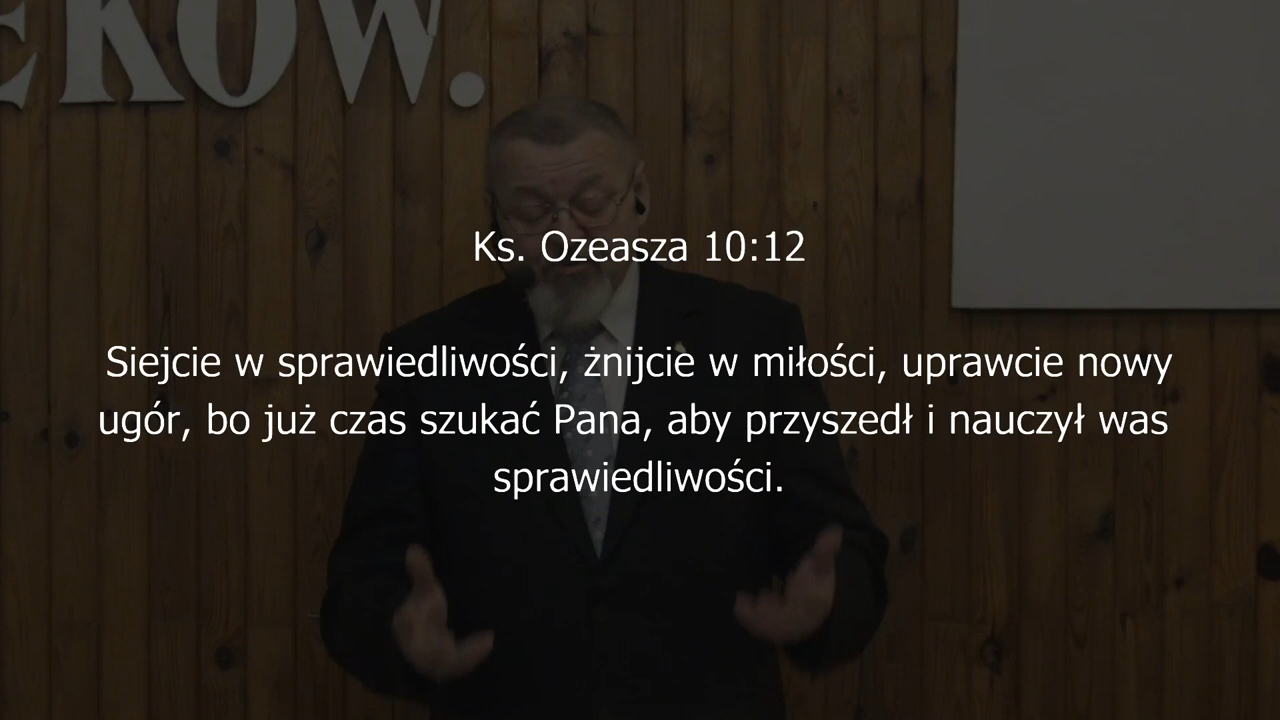 EKÓW.
Ks. Ozeasza 10:12
Siejcie w sprawiedliwości, żnijcie w miłości, uprawcie nowy
ugór, bo już czas szukać Pana, aby przyszedł i nauczył was
sprawiedliwości.